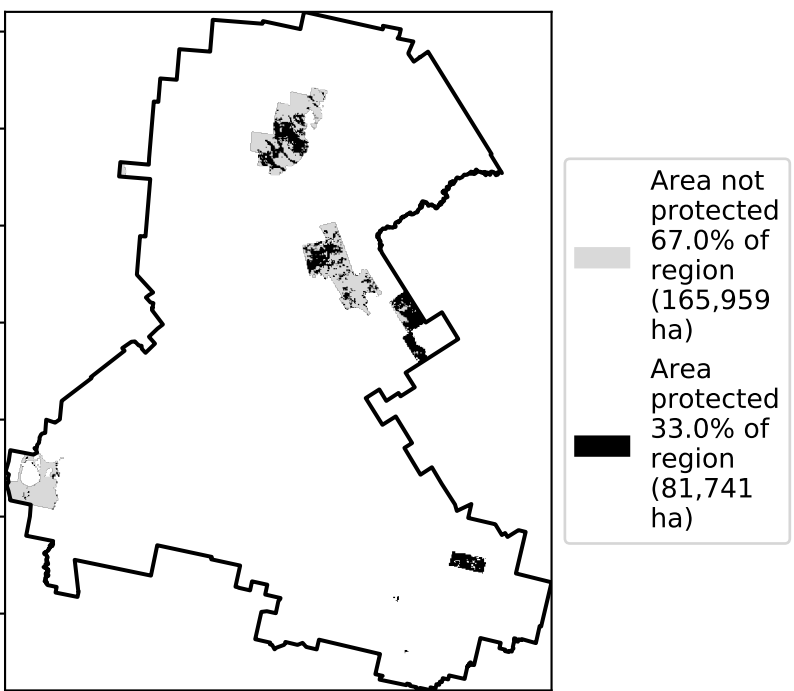 Area not
protected
67.0% of
region
(165,959
ha)
Area
protected
33.0% of
region
(81,741
ha)